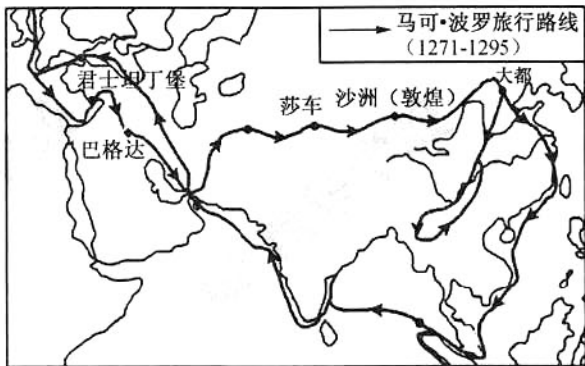 马可•波罗旅行路线
(1271-1295)
大都
君士坦丁堡
莎车
沙洲（敦煌）
巴格达